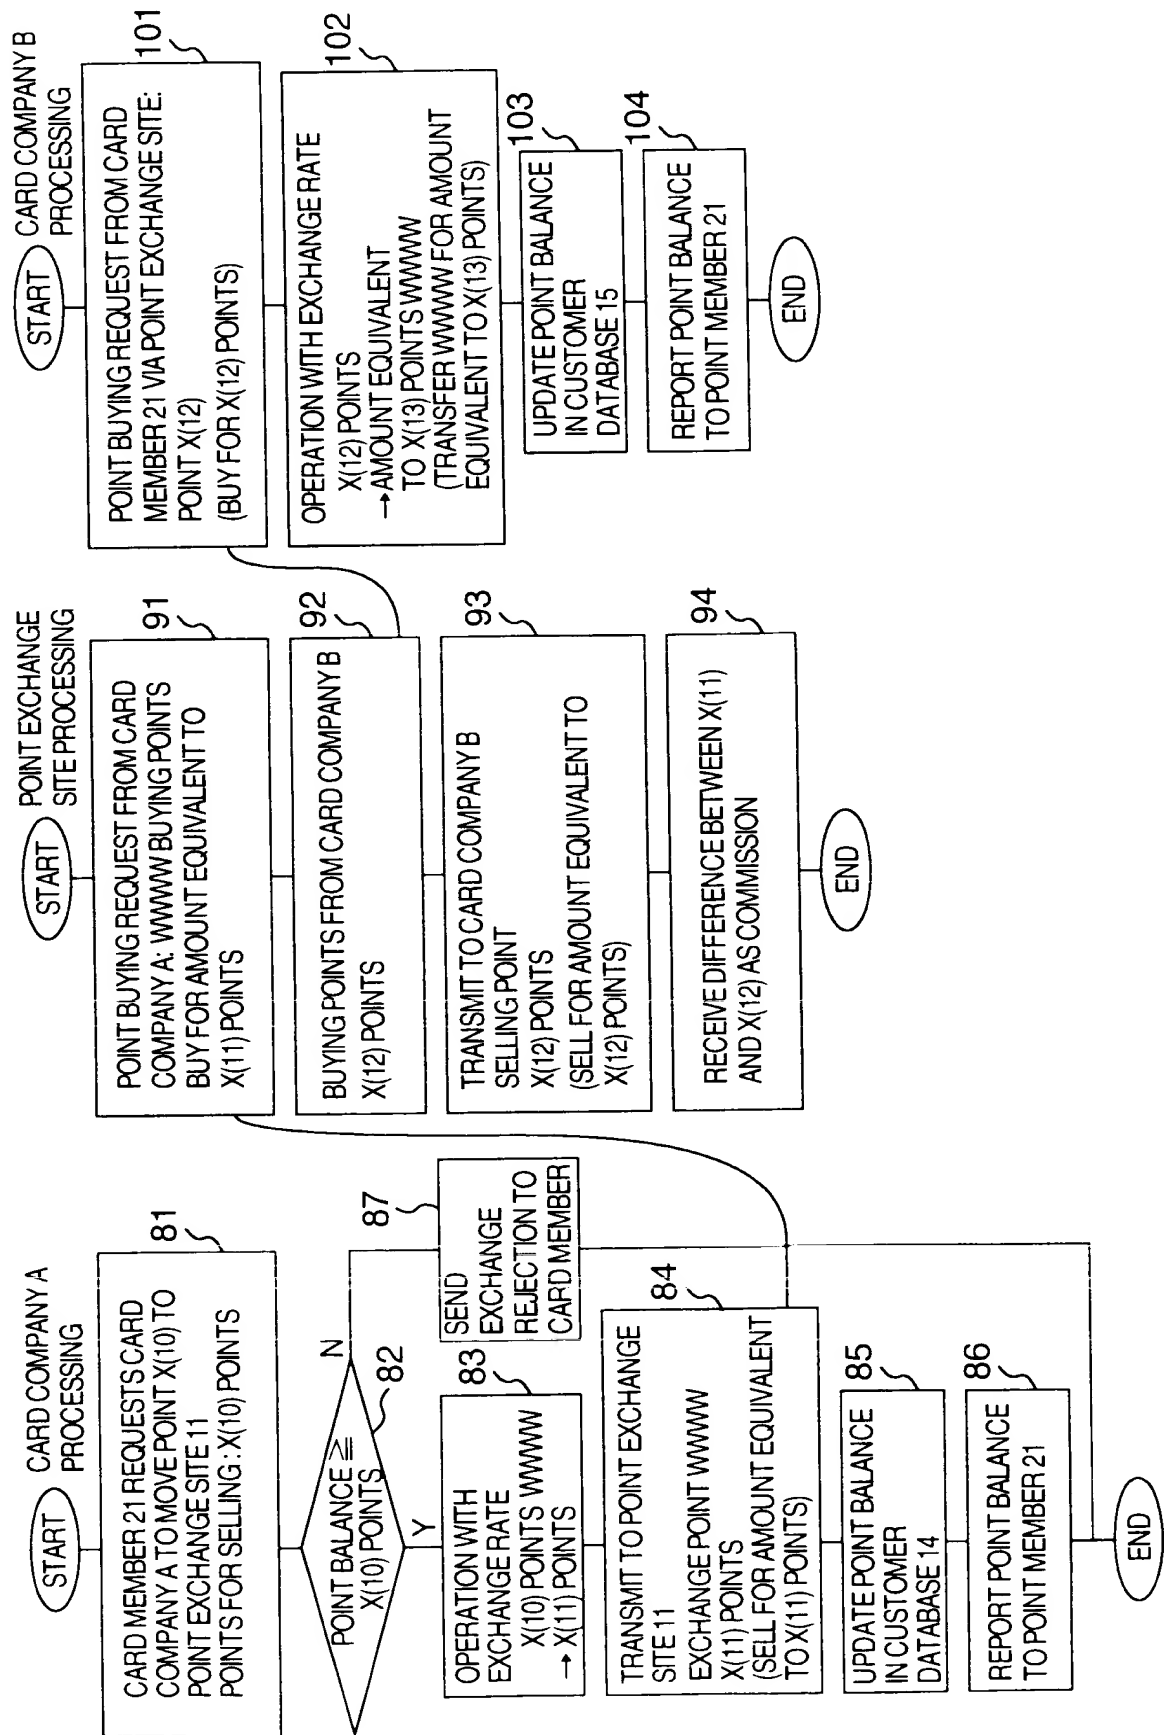 CARD COMPANY A
PROCESSING
START
81
CARD MEMBER 21 REQUESTS CARD
COMPANY A TO MOVE POINT X(10) TO
POINT EXCHANGE SITE 11
POINTS FOR SELLING : X(10) POINTS
POINT BALANCE ≧
X(10) POINTS
N
82
Y
87
SEND
EXCHANGE
REJECTION TO
CARD MEMBER
83
OPERATION WITH
EXCHANGE RATE
X(10) POINTS WWWW
→ X(11) POINTS
84
TRANSMIT TO POINT EXCHANGE
SITE 11
EXCHANGE POINT WWWW
X(11) POINTS
(SELL FOR AMOUNT EQUIVALENT
TO X(11) POINTS)
85
UPDATE POINT BALANCE
IN CUSTOMER
DATABASE 14
86
REPORT POINT BALANCE
TO POINT MEMBER 21
END
POINT EXCHANGE
SITE PROCESSING
START
91
POINT BUYING REQUEST FROM CARD
COMPANY A: WWWW BUYING POINTS
BUY FOR AMOUNT EQUIVALENT TO
X(11) POINTS
92
BUYING POINTS FROM CARD COMPANY B
X(12) POINTS
93
TRANSMIT TO CARD COMPANY B
SELLING POINT
X(12) POINTS
(SELL FOR AMOUNT EQUIVALENT TO
X(12) POINTS)
94
RECEIVE DIFFERENCE BETWEEN X(11)
AND X(12) AS COMMISSION
END
CARD COMPANY B
PROCESSING
START
101
POINT BUYING REQUEST FROM CARD
MEMBER 21 VIA POINT EXCHANGE SITE:
POINT X(12)
(BUY FOR X(12) POINTS)
102
OPERATION WITH EXCHANGE RATE
X(12) POINTS
→ AMOUNT EQUIVALENT
TO X(13) POINTS WWWW
(TRANSFER WWWW FOR AMOUNT
EQUIVALENT TO X(13) POINTS)
103
UPDATE POINT BALANCE
IN CUSTOMER
DATABASE 15
104
REPORT POINT BALANCE
TO POINT MEMBER 21
END